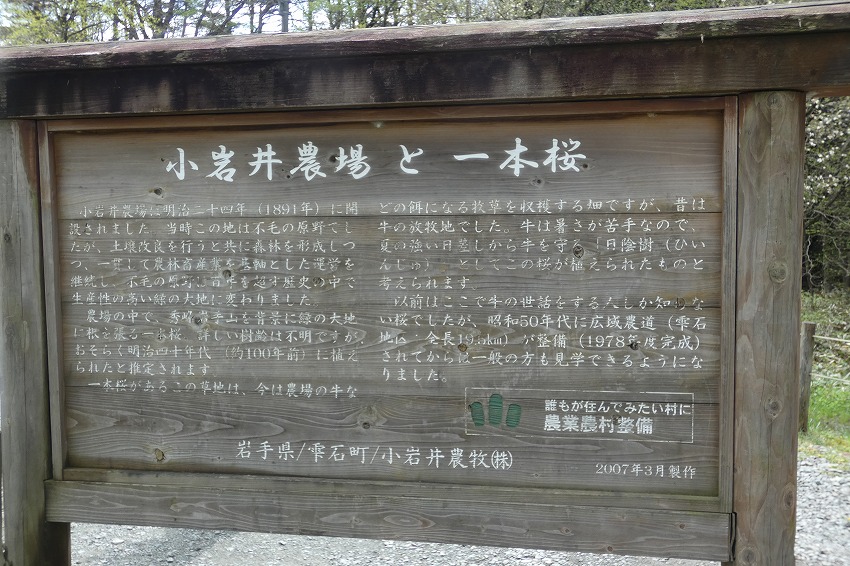 小岩井農場と一本桜
小岩井農場は明治二十四年（1891年）に開
設されました。当時この地は不毛の原野でし
たが、土壌改良を行うと共に森林を形成しつ
つ、一貫して農林畜産業を基軸とした運営を
継続し、不毛の原野は百年を超す歴史の中で
生産性の高い緑の大地に変わりました。
農場の中で、秀峰岩手山を背景に緑の大地
に根を張る一本桜。詳しい樹齢は不明ですが
おそらく明治四十年代（約100年前）に植え
られたと推定されます
一本桜があるこの草地は、今は農場の牛な
どの餌になる牧草を収穫する畑ですが、昔は
牛の放牧地でした。牛は暑さが苦手なので、
夏の強い日差しから牛を守る「日陰樹（ひい
んじゅ）」としてこの桜が植えられたものと
考えられます。
以前はここで牛の世話をする人しか知らな
い桜でしたが、昭和50年代に広域農道（雫石
地区 全長 km）が整備（1978年度完成）
されてからは一般の方も見学できるようにな
りました。
誰もが住んでみたい村に
農業農村整備
岩手県/雫石町/小岩井農牧㈱
2007年3月製作